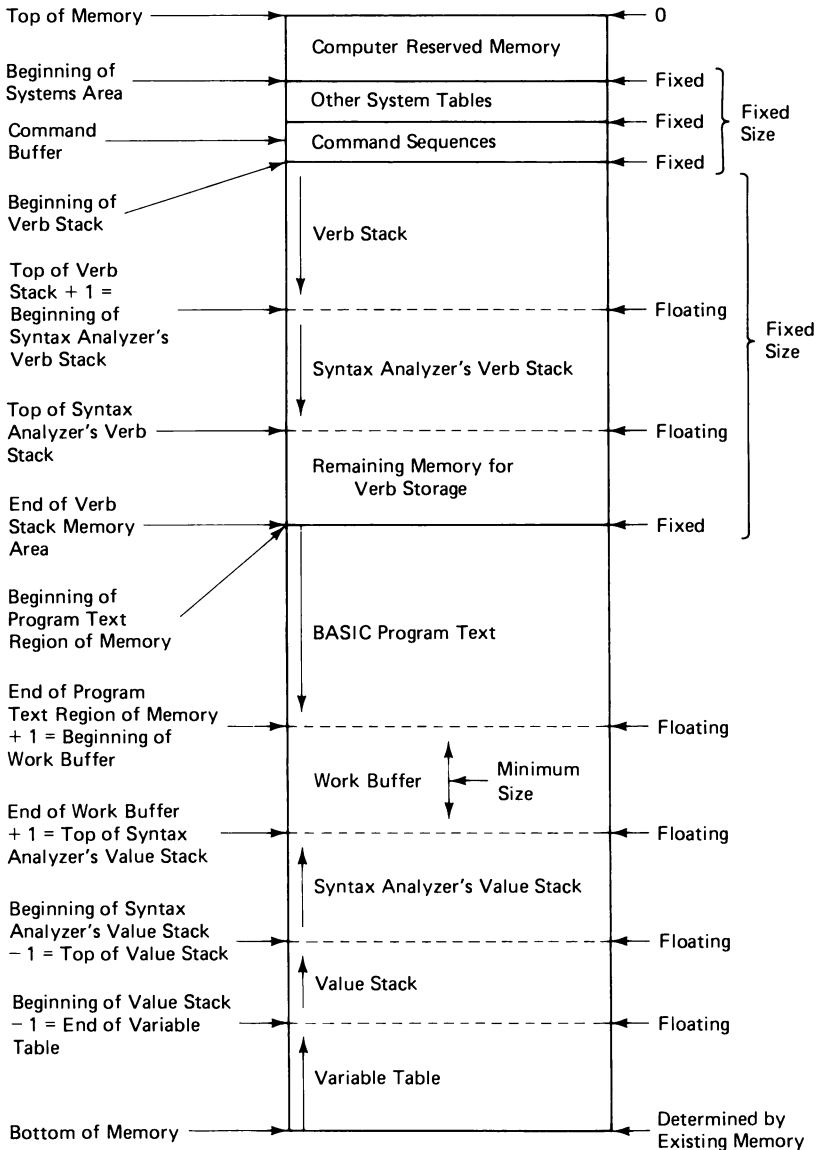 Top of Memory
0
Computer Reserved Memory
Beginning of
Systems Area
Fixed
Other System Tables
Fixed
Size
Command
Buffer
Fixed
Command Sequences
Fixed
Beginning of
Verb Stack
Verb Stack
Top of Verb
Stack + 1 =
Beginning of
Syntax Analyzer's
Verb Stack
Floating
Fixed
Size
Syntax Analyzer's Verb Stack
Top of Syntax
Analyzer's Verb
Stack
Floating
Remaining Memory for
Verb Storage
End of Verb
Stack Memory
Area
Fixed
Beginning of
Program Text
Region of Memory
BASIC Program Text
End of Program
Text Region of Memory
+ 1 = Beginning of
Work Buffer
Floating
Work Buffer
Minimum
Size
End of Work Buffer
+ 1 = Top of Syntax
Analyzer's Value Stack
Floating
Syntax Analyzer's Value Stack
Beginning of Syntax
Analyzer's Value Stack
− 1 = Top of Value Stack
Floating
Value Stack
Beginning of Value Stack
− 1 = End of Variable
Table
Floating
Variable Table
Bottom of Memory
Determined by
Existing Memory